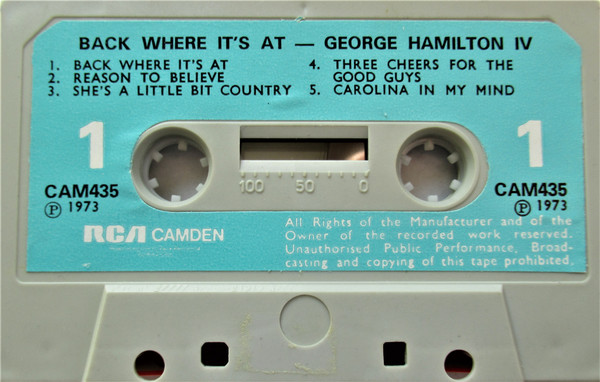 BACK WHERE IT'S AT — GEORGE HAMILTON IV
1. BACK WHERE IT'S AT
2. REASON TO BELIEVE
3. SHE'S A LITTLE BIT COUNTRY
4. THREE CHEERS FOR THE
GOOD GUYS
5. CAROLINA IN MY MIND
1
1
CAM435
Ⓟ 1973
CAM435
Ⓟ 1973
100 50 0
RCA CAMDEN
All Rights of the Manufacturer and of the
Owner of the recorded work reserved.
Unauthorised Public Performance, Broad-
casting and copying of this tape prohibited.